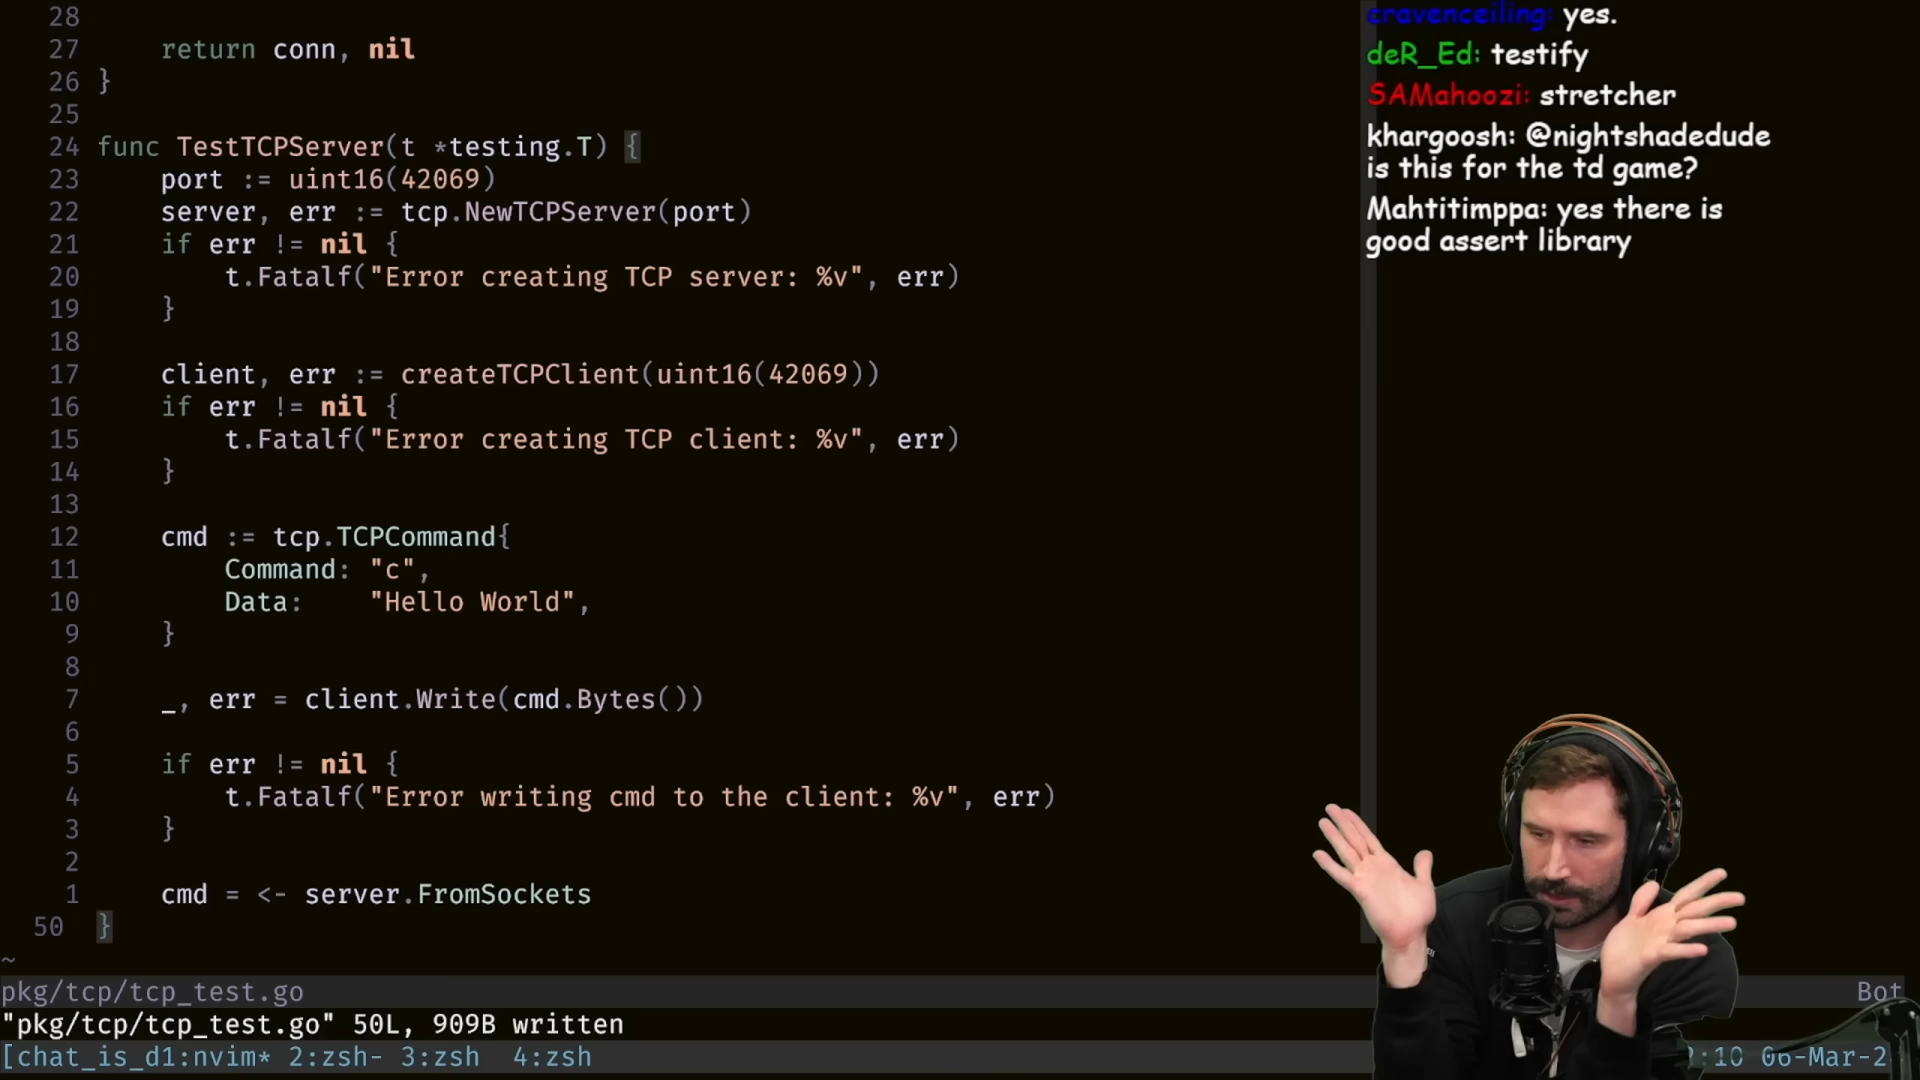 28
27     return conn, nil
26 }
25
24 func TestTCPServer(t *testing.T) {
23     port := uint16(42069)
22     server, err := tcp.NewTCPServer(port)
21     if err != nil {
20         t.Fatalf("Error creating TCP server: %v", err)
19     }
18
17     client, err := createTCPClient(uint16(42069))
16     if err != nil {
15         t.Fatalf("Error creating TCP client: %v", err)
14     }
13
12     cmd := tcp.TCPCommand{
11         Command: "c",
10         Data:    "Hello World",
9     }
8
7     _, err = client.Write(cmd.Bytes())
6
5     if err != nil {
4         t.Fatalf("Error writing cmd to the client: %v", err)
3     }
2
1     cmd = <- server.FromSockets
50 }
~
pkg/tcp/tcp_test.go Bot
"pkg/tcp/tcp_test.go" 50L, 909B written
[chat_is_d1:nvim* 2:zsh- 3:zsh  4:zsh :10 06-Mar-2
cravenceiling: yes.
deR_Ed: testify
SAMahoozi: stretcher
khargoosh: @nightshadedude
is this for the td game?
Mahtitimppa: yes there is
good assert library